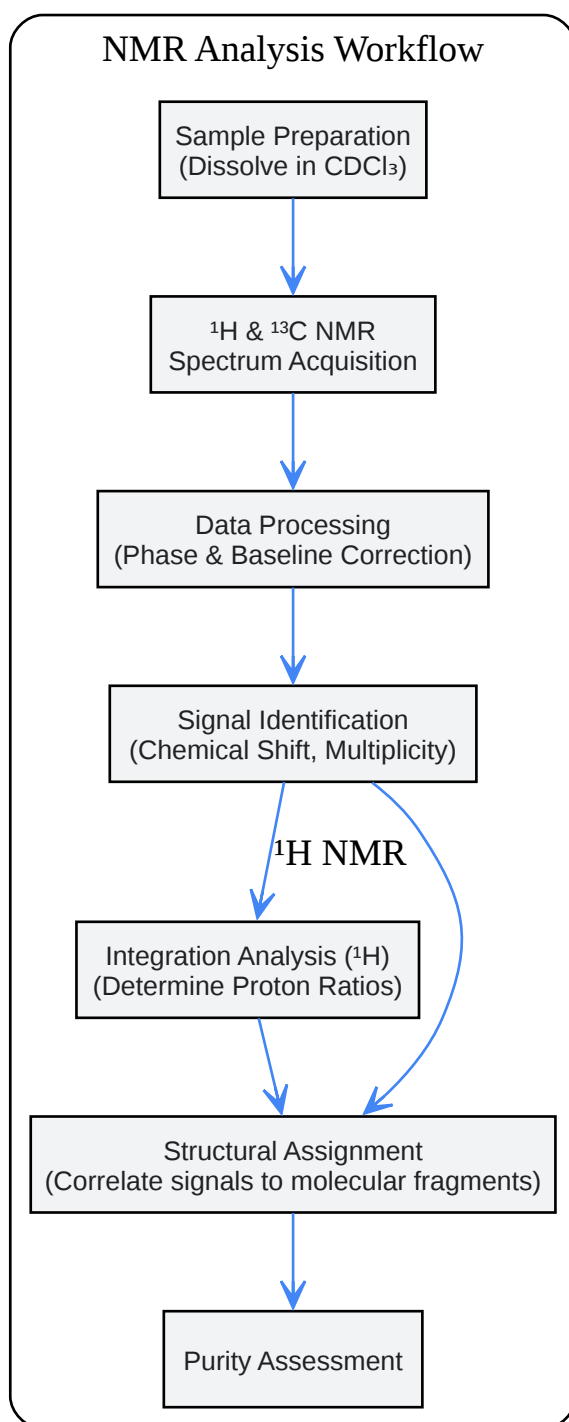 NMR Analysis Workflow
Sample Preparation
(Dissolve in CDCl₃)
¹H & ¹³C NMR
Spectrum Acquisition
Data Processing
(Phase & Baseline Correction)
Signal Identification
(Chemical Shift, Multiplicity)
¹H NMR
Integration Analysis (¹H)
(Determine Proton Ratios)
Structural Assignment
(Correlate signals to molecular fragments)
Purity Assessment